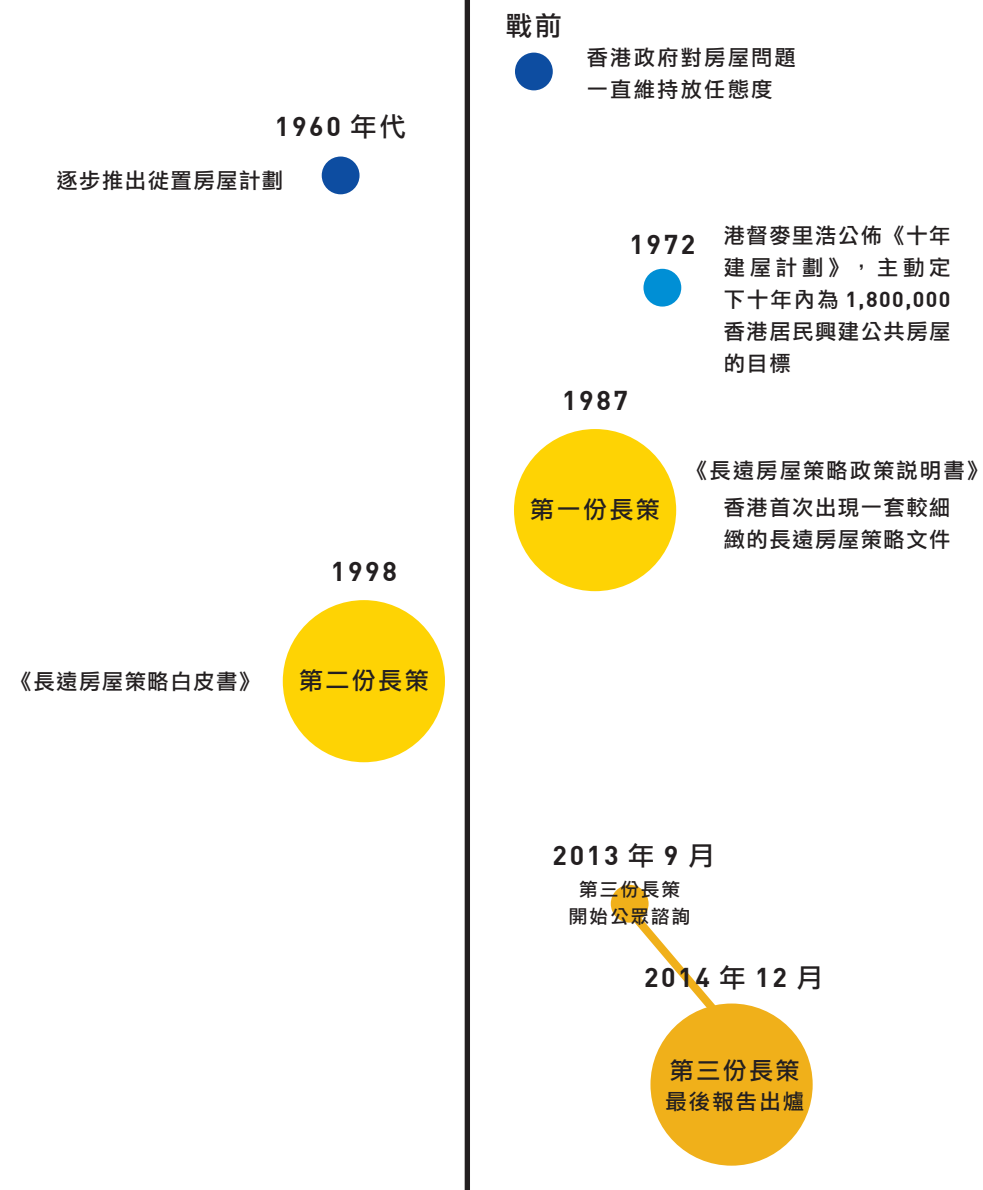 戰前
香港政府對房屋問題
一直維持放任態度
1960 年代
逐步推出徙置房屋計劃
1972
港督麥里浩公佈《十年
建屋計劃》，主動定
下十年內為 1,800,000
香港居民興建公共房屋
的目標
1987
第一份長策
《長遠房屋策略政策説明書》
香港首次出現一套較細
緻的長遠房屋策略文件
1998
《長遠房屋策略白皮書》
第二份長策
2013 年 9 月
第三份長策
開始公眾諮詢
2014 年 12 月
第三份長策
最後報告出爐